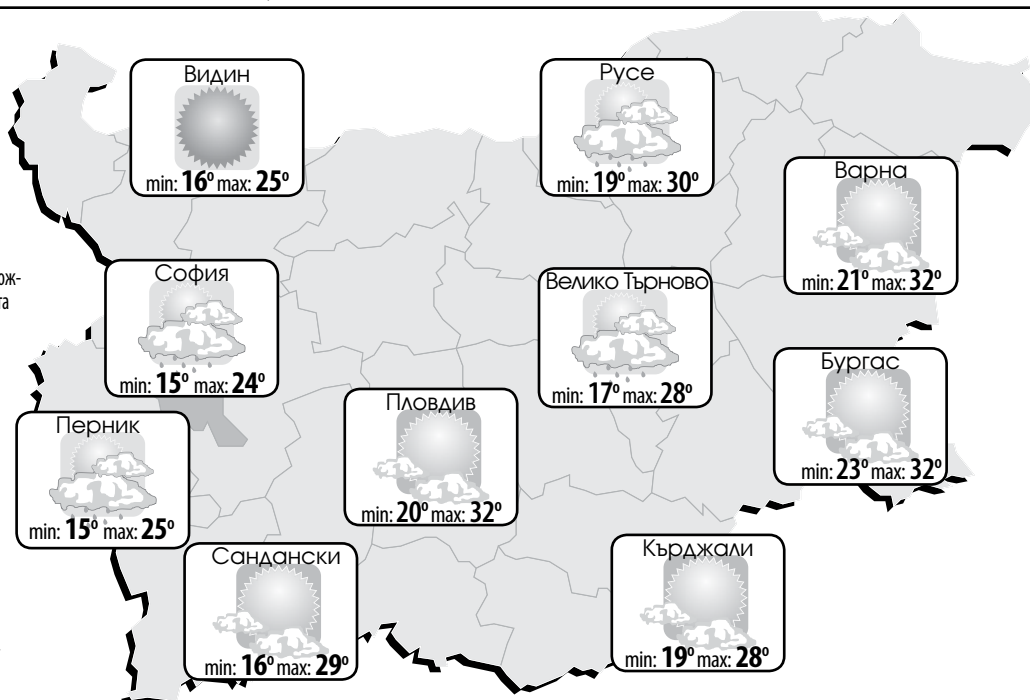 Видин
min: 16° max: 25°
Русе
min: 19° max: 30°
Варна
min: 21° max: 32°
ож-
та
София
min: 15° max: 24°
Велико Търново
min: 17° max: 28°
Бургас
min: 23° max: 32°
Пловдив
min: 20° max: 32°
Перник
min: 15° max: 25°
Сандански
min: 16° max: 29°
Кърджали
min: 19° max: 28°